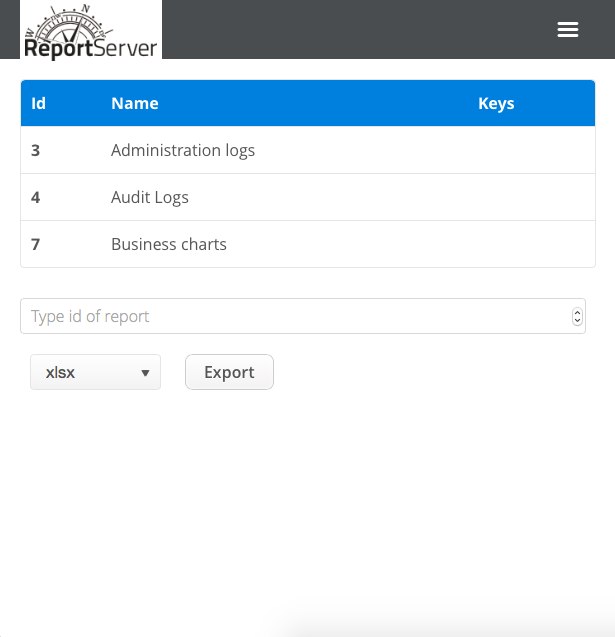 N
ReportServer
Id Name Keys
3 Administration logs
4 Audit Logs
7 Business charts
Type id of report
xlsx Export